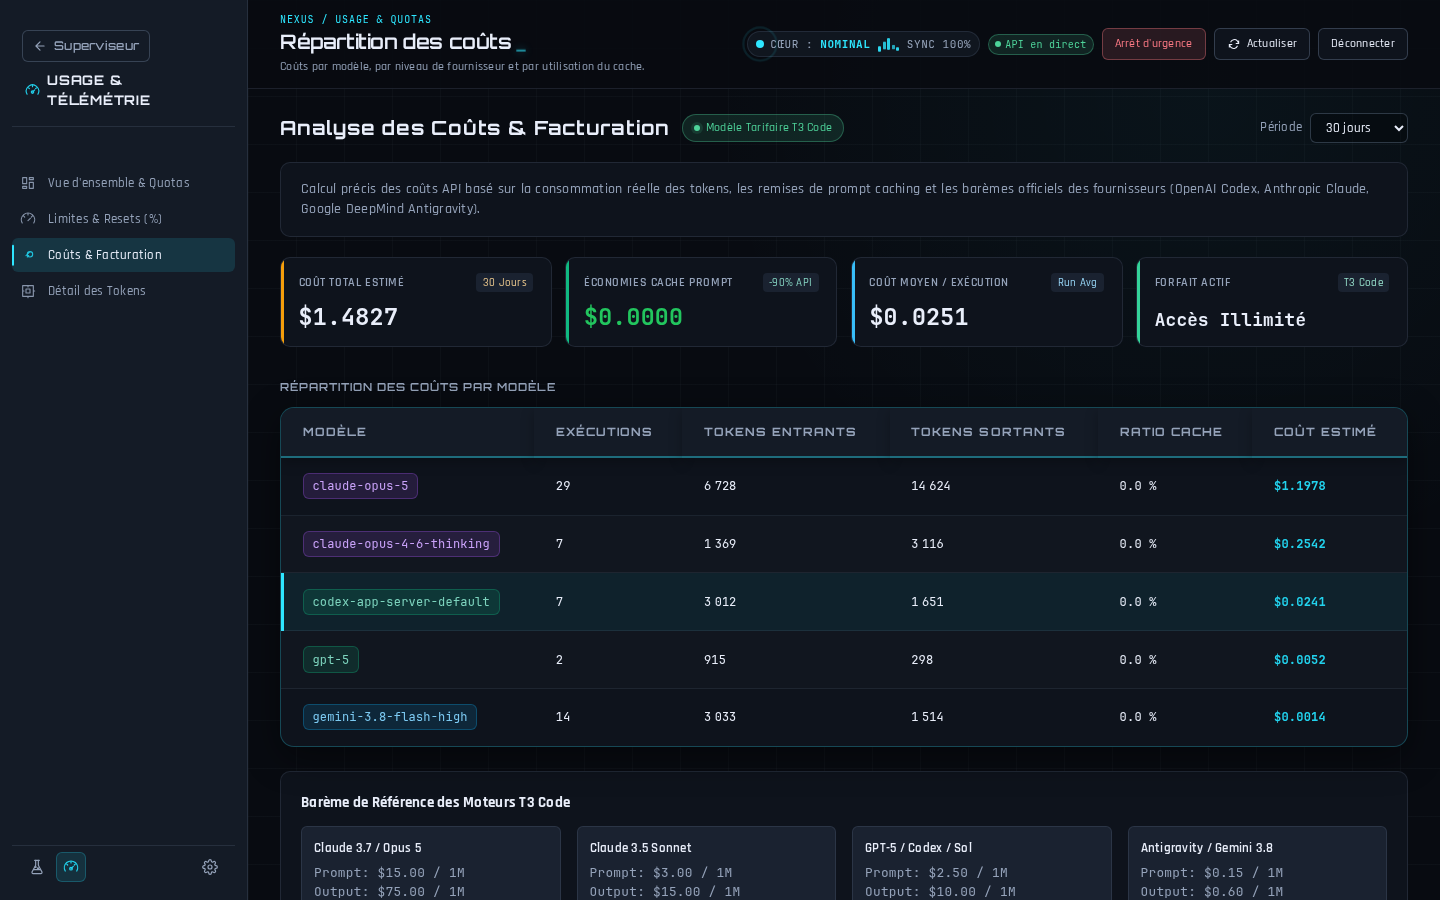 Superviseur
USAGE &
TÉLÉMÉTRIE
Vue d'ensemble & Quotas
Limites & Resets (%)
Coûts & Facturation
Détail des Tokens
NEXUS / USAGE & QUOTAS
Répartition des coûts_
Coûts par modèle, par niveau de fournisseur et par utilisation du cache.
CŒUR : NOMINAL SYNC 100%
API en direct
Arrêt d'urgence
Actualiser
Déconnecter
Analyse des Coûts & Facturation
Modèle Tarifaire T3 Code
Période
30 jours
Calcul précis des coûts API basé sur la consommation réelle des tokens, les remises de prompt caching et les barèmes officiels des fournisseurs (OpenAI Codex, Anthropic Claude,
Google DeepMind Antigravity).
COÛT TOTAL ESTIMÉ
30 Jours
$1.4827
ÉCONOMIES CACHE PROMPT
-90% API
$0.0000
COÛT MOYEN / EXÉCUTION
Run Avg
$0.0251
FORFAIT ACTIF
T3 Code
Accès Illimité
RÉPARTITION DES COÛTS PAR MODÈLE
MODÈLE EXÉCUTIONS TOKENS ENTRANTS TOKENS SORTANTS RATIO CACHE COÛT ESTIMÉ
claude-opus-5 29 6 728 14 624 0.0 % $1.1978
claude-opus-4-6-thinking 7 1 369 3 116 0.0 % $0.2542
codex-app-server-default 7 3 012 1 651 0.0 % $0.0241
gpt-5 2 915 298 0.0 % $0.0052
gemini-3.8-flash-high 14 3 033 1 514 0.0 % $0.0014
Barème de Référence des Moteurs T3 Code
Claude 3.7 / Opus 5
Prompt: $15.00 / 1M
Output: $75.00 / 1M
Claude 3.5 Sonnet
Prompt: $3.00 / 1M
Output: $15.00 / 1M
GPT-5 / Codex / Sol
Prompt: $2.50 / 1M
Output: $10.00 / 1M
Antigravity / Gemini 3.8
Prompt: $0.15 / 1M
Output: $0.60 / 1M